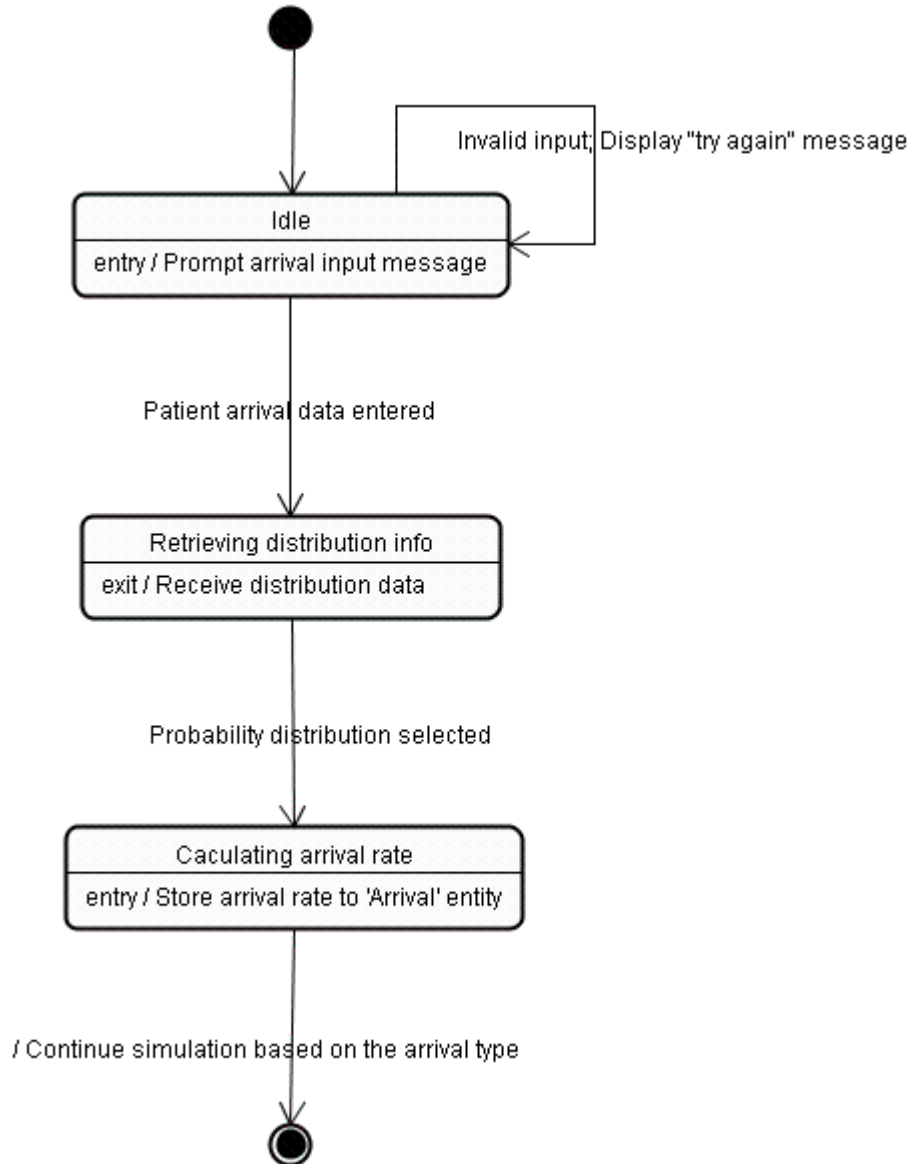 Invalid input; Display "try again" message
Idle
entry / Prompt arrival input message
Patient arrival data entered
Retrieving distribution info
exit / Receive distribution data
Probability distribution selected
Caculating arrival rate
entry / Store arrival rate to 'Arrival' entity
/ Continue simulation based on the arrival type